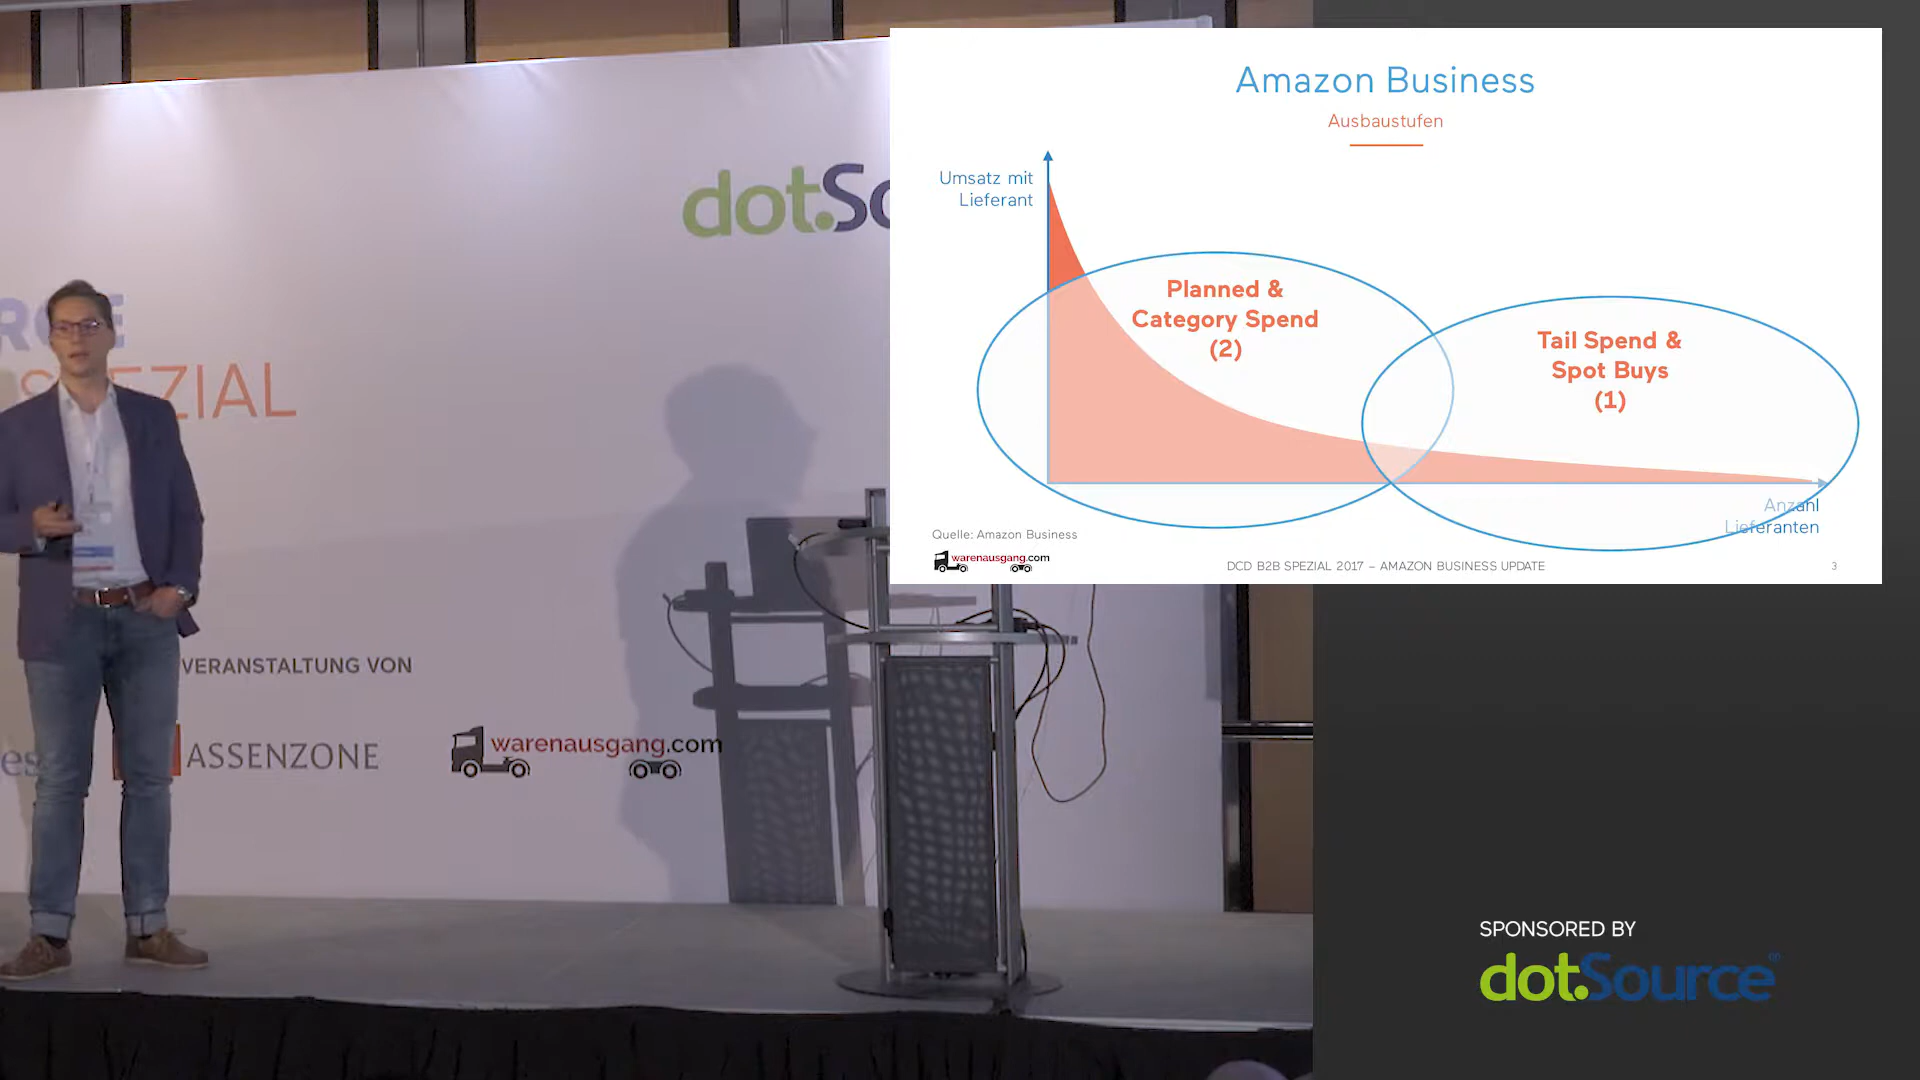 Amazon Business
Ausbaustufen
Umsatz mit
Lieferant
Planned &
Category Spend
(2)
Tail Spend &
Spot Buys
(1)
Anzahl
Lieferanten
Quelle: Amazon Business
warenausgang.com
DCD B2B SPEZIAL 2017 – AMAZON BUSINESS UPDATE
3
dot.So
SPEZIAL
VERANSTALTUNG VON
ASSENZONE
warenausgang.com
SPONSORED BY
dot.Source